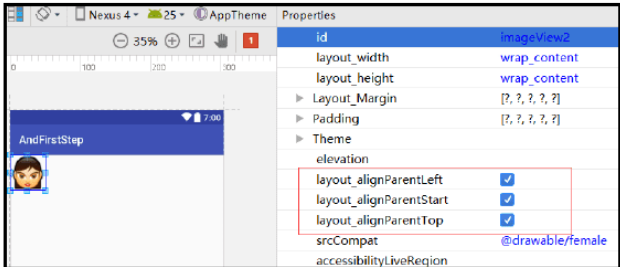 Nexus 4 25 AppTheme Properties
35% 1
0 100 200 300
7:00
AndFirstStep
id imageView2
layout_width wrap_content
layout_height wrap_content
Layout_Margin [?, ?, ?, ?, ?]
Padding [?, ?, ?, ?, ?]
Theme
elevation
layout_alignParentLeft
layout_alignParentStart
layout_alignParentTop
srcCompat @drawable/female
accessibilityLiveRegion